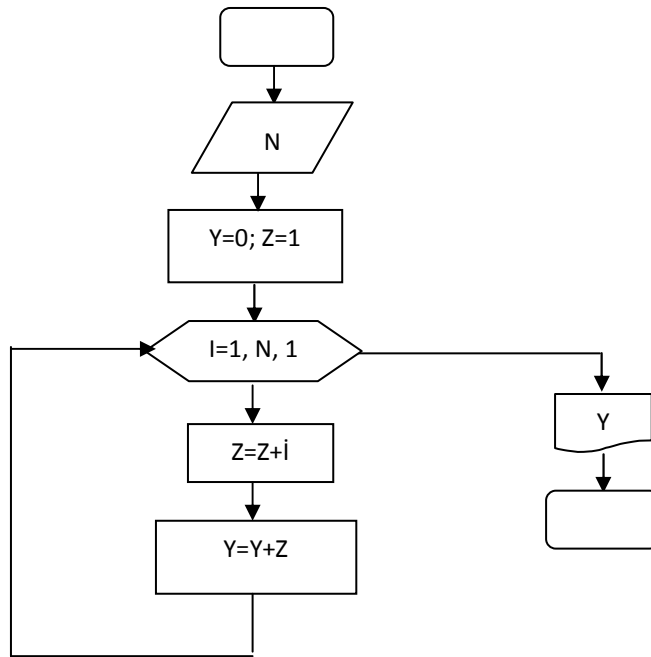 N
Y=0; Z=1
I=1, N, 1
Z=Z+İ
Y=Y+Z
Y